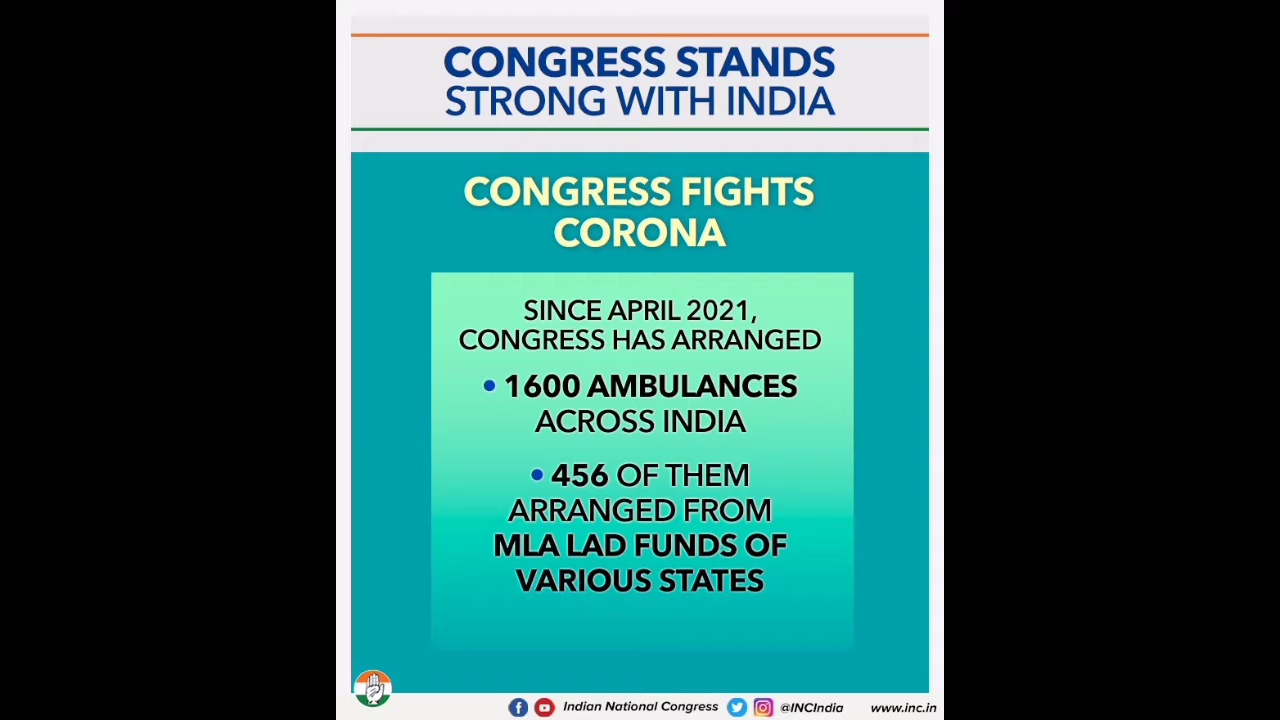 CONGRESS STANDS
STRONG WITH INDIA
CONGRESS FIGHTS
CORONA
SINCE APRIL 2021,
CONGRESS HAS ARRANGED
• 1600 AMBULANCES
ACROSS INDIA
• 456 OF THEM
ARRANGED FROM
MLA LAD FUNDS OF
VARIOUS STATES
Indian National Congress @INCIndia www.inc.in